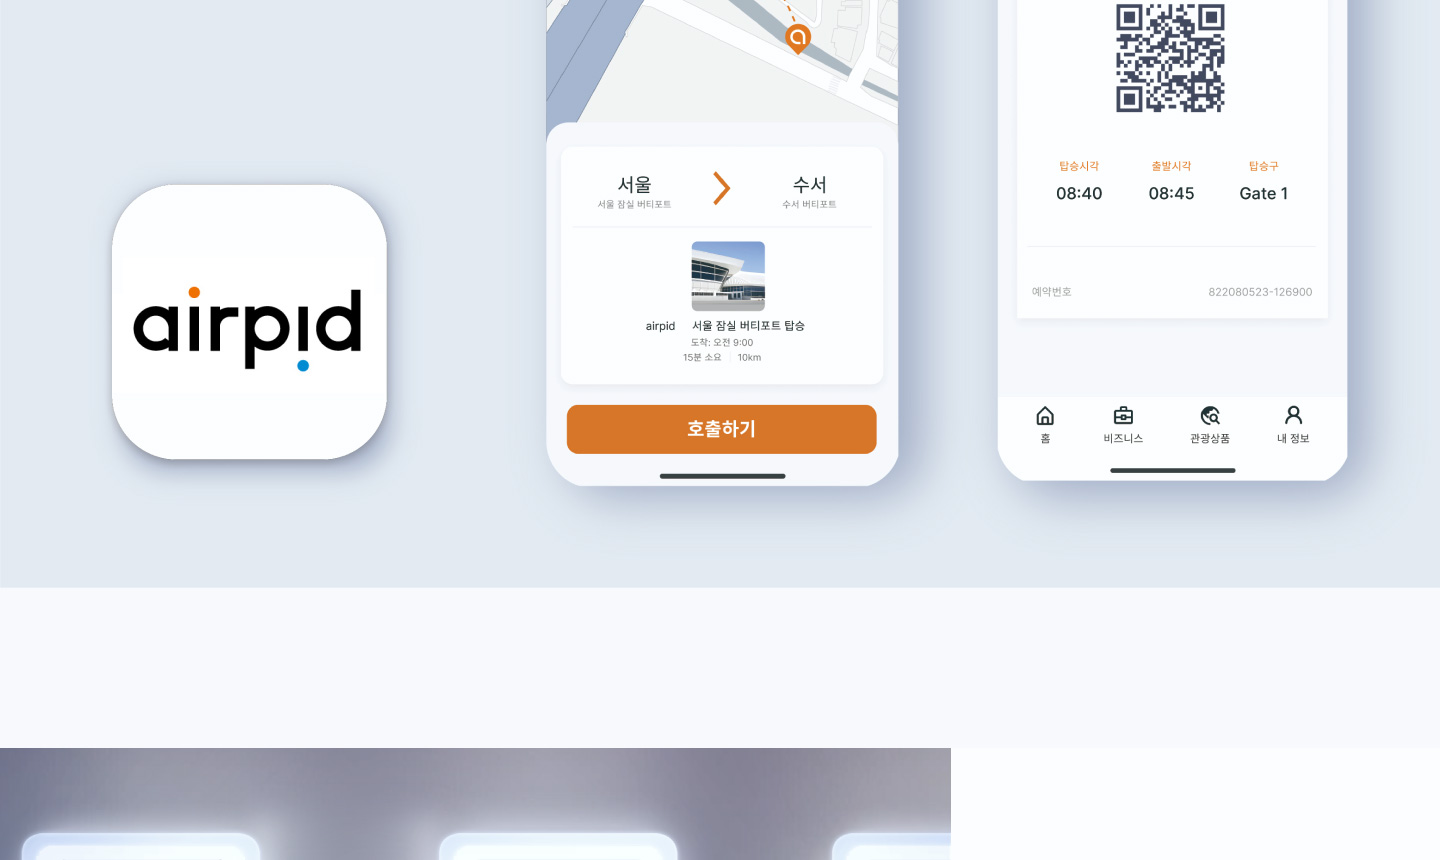 airpid
서울
수서
서울 잠실 버티포트
수서 버티포트
airpid 서울 잠실 버티포트 탑승
도착: 오전 9:00
15분 소요 10km
호출하기
탑승시각 출발시각 탑승구
08:40 08:45 Gate 1
예약번호 822080523-126900
홈 비즈니스 관광상품 내 정보